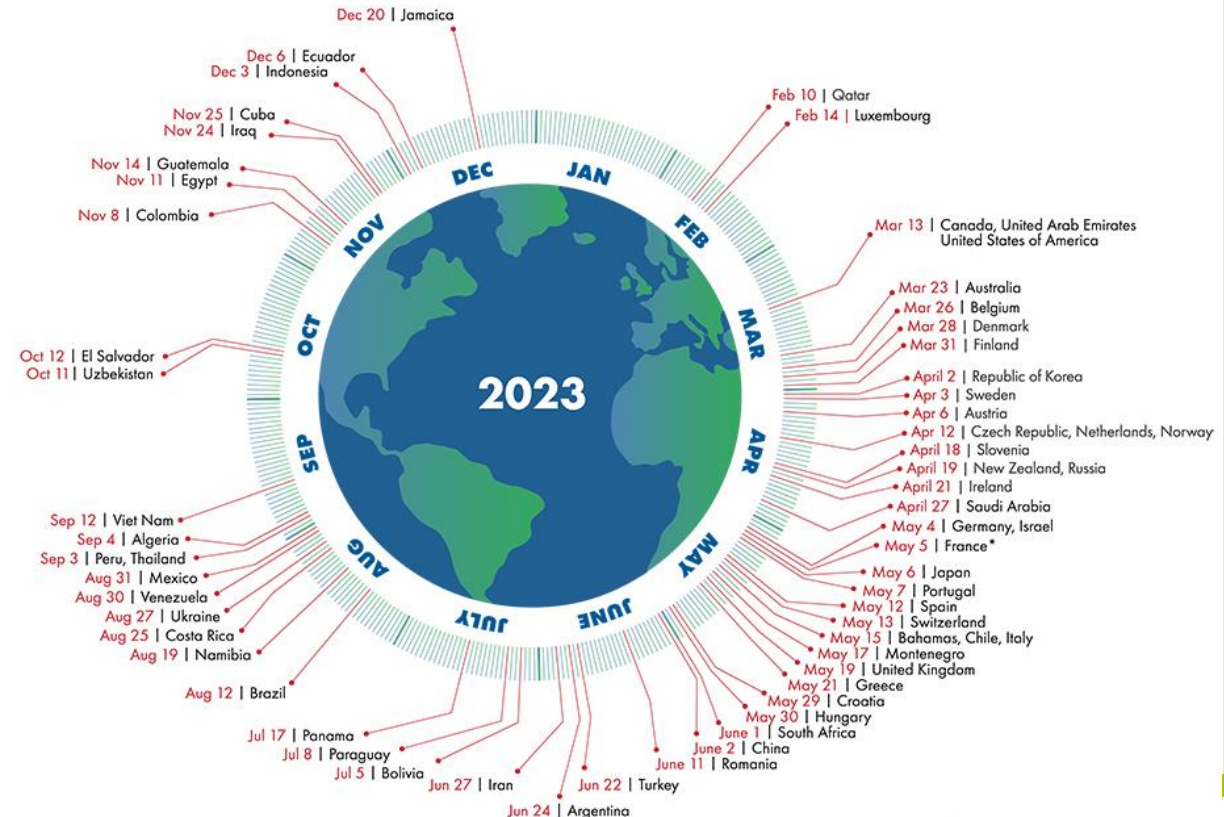 Dec 20 | Jamaica
Dec 6 | Ecuador
Dec 3 | Indonesia
Nov 25 | Cuba
Nov 24 | Iraq
Nov 14 | Guatemala
Nov 11 | Egypt
Nov 8 | Colombia
Oct 12 | El Salvador
Oct 11 | Uzbekistan
Sep 12 | Viet Nam
Sep 4 | Algeria
Sep 3 | Peru, Thailand
Aug 31 | Mexico
Aug 30 | Venezuela
Aug 27 | Ukraine
Aug 25 | Costa Rica
Aug 19 | Namibia
Aug 12 | Brazil
Jul 17 | Panama
Jul 8 | Paraguay
Jul 5 | Bolivia
Jun 27 | Iran
Jun 24 | Argentina
Jun 22 | Turkey
Feb 10 | Qatar
Feb 14 | Luxembourg
Mar 13 | Canada, United Arab Emirates
United States of America
Mar 23 | Australia
Mar 26 | Belgium
Mar 28 | Denmark
Mar 31 | Finland
April 2 | Republic of Korea
Apr 3 | Sweden
Apr 6 | Austria
Apr 12 | Czech Republic, Netherlands, Norway
April 18 | Slovenia
April 19 | New Zealand, Russia
April 21 | Ireland
April 27 | Saudi Arabia
May 4 | Germany, Israel
May 5 | France*
May 6 | Japan
May 7 | Portugal
May 12 | Spain
May 13 | Switzerland
May 15 | Bahamas, Chile, Italy
May 17 | Montenegro
May 19 | United Kingdom
May 21 | Greece
May 29 | Croatia
May 30 | Hungary
June 1 | South Africa
June 2 | China
June 11 | Romania
JAN
FEB
MAR
APR
MAY
JUNE
JULY
AUG
SEP
OCT
NOV
DEC
2023